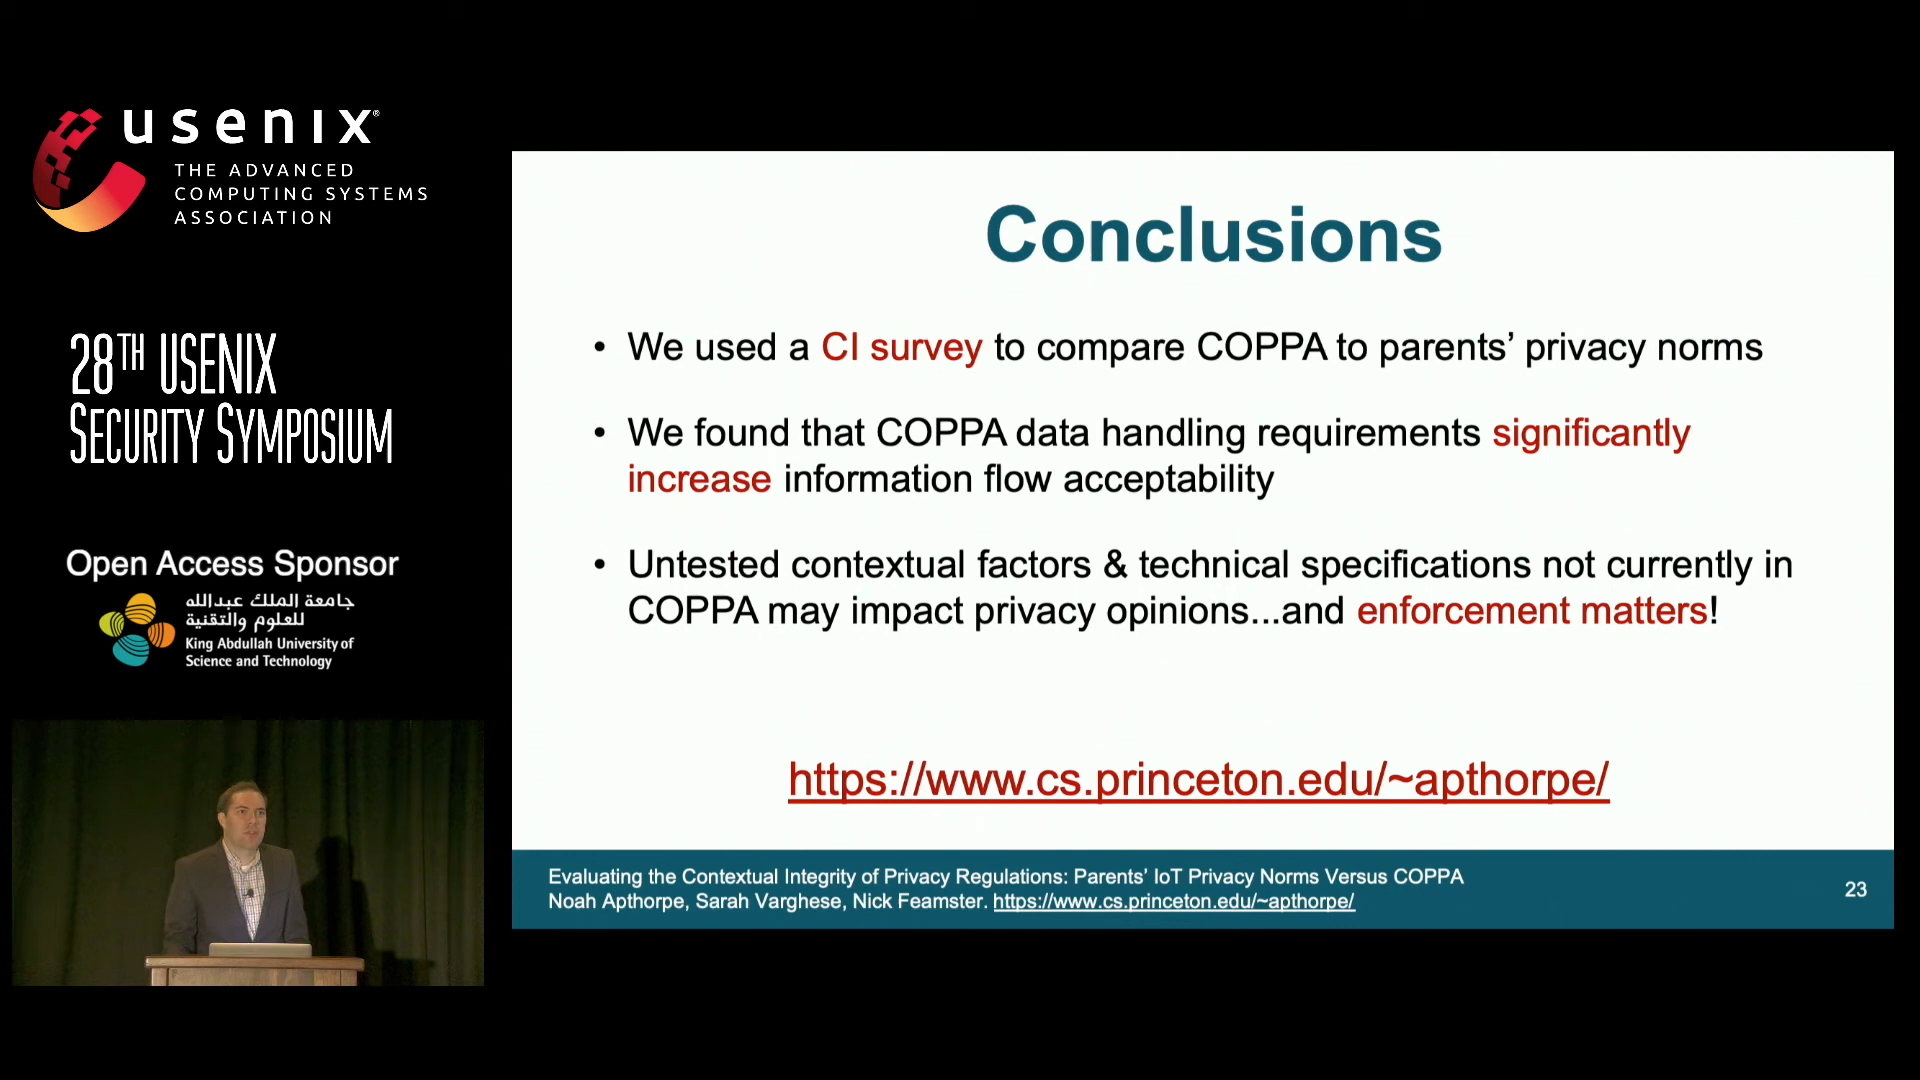 usenix®
THE ADVANCED
COMPUTING SYSTEMS
ASSOCIATION
28TH USENIX
SECURITY SYMPOSIUM
Open Access Sponsor
جامعة الملك عبدالله
للعلوم والتقنية
King Abdullah University of
Science and Technology
Conclusions
• We used a CI survey to compare COPPA to parents’ privacy norms
• We found that COPPA data handling requirements significantly
increase information flow acceptability
• Untested contextual factors & technical specifications not currently in
COPPA may impact privacy opinions...and enforcement matters!
https://www.cs.princeton.edu/~apthorpe/
Evaluating the Contextual Integrity of Privacy Regulations: Parents’ IoT Privacy Norms Versus COPPA
Noah Apthorpe, Sarah Varghese, Nick Feamster. https://www.cs.princeton.edu/~apthorpe/
23